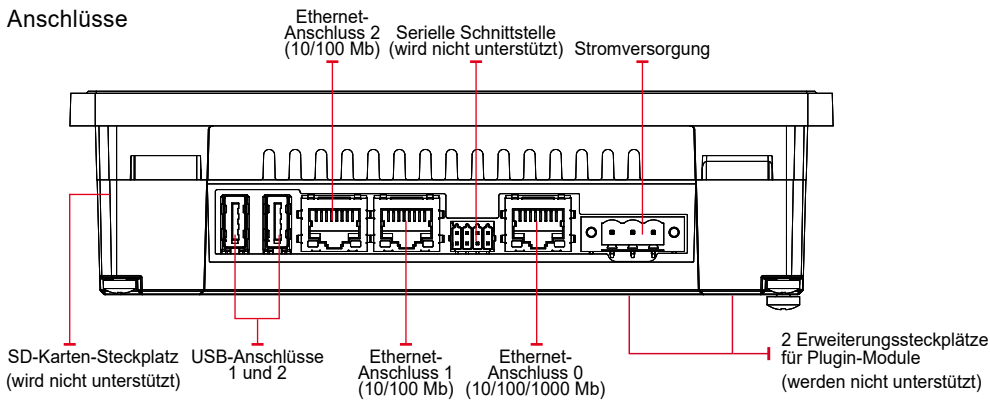 Anschlüsse
Ethernet-
Anschluss 2
(10/100 Mb)
Serielle Schnittstelle
(wird nicht unterstützt)
Stromversorgung
SD-Karten-Steckplatz
(wird nicht unterstützt)
USB-Anschlüsse
1 und 2
Ethernet-
Anschluss 1
(10/100 Mb)
Ethernet-
Anschluss 0
(10/100/1000 Mb)
2 Erweiterungssteckplätze
für Plugin-Module
(werden nicht unterstützt)